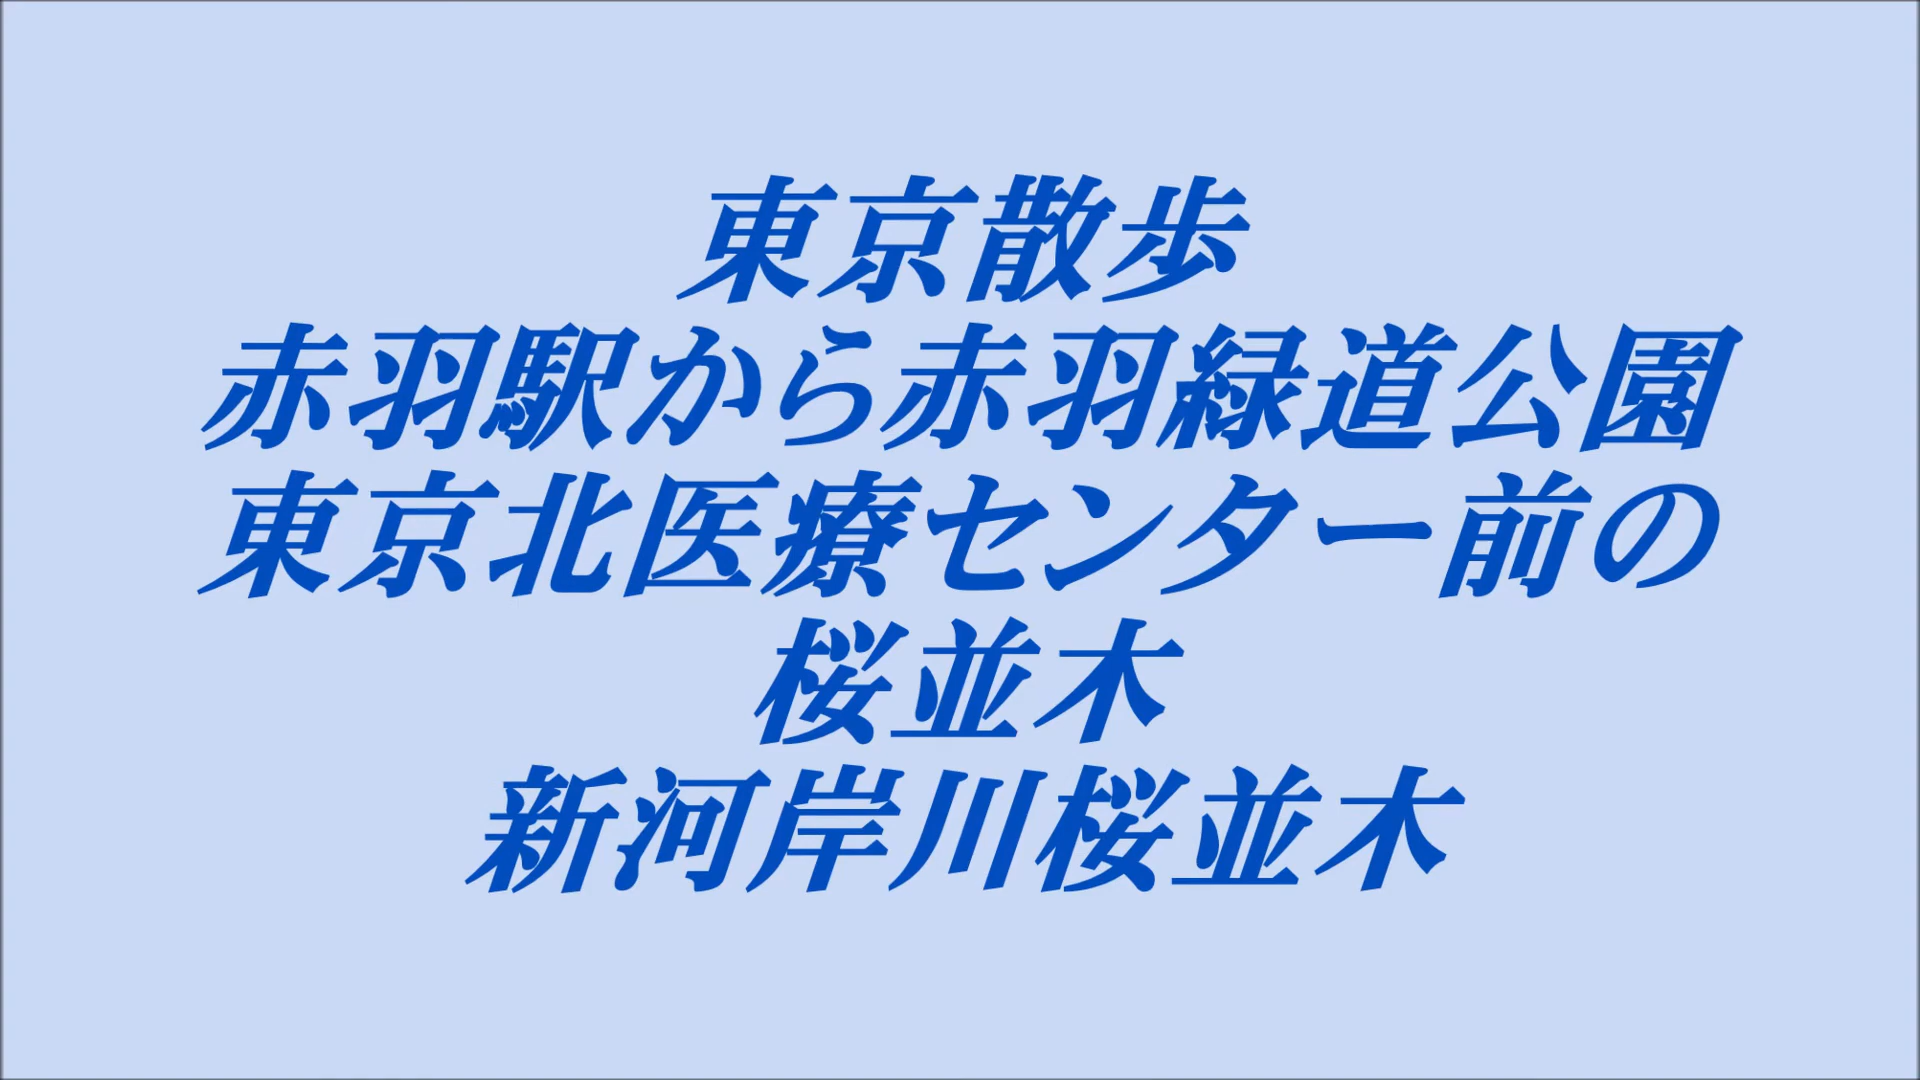 東京散歩
赤羽駅から赤羽緑道公園
東京北医療センター前の
桜並木
新河岸川桜並木